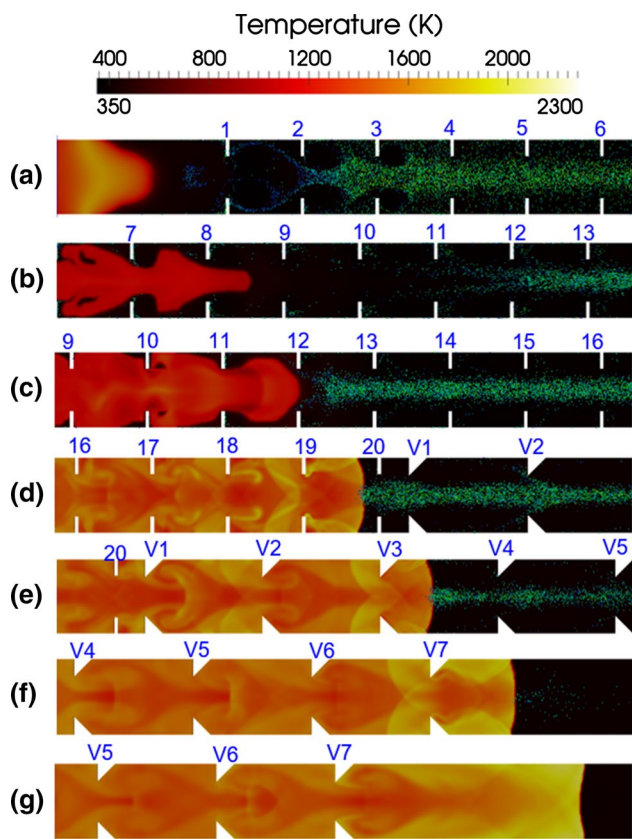 Temperature (K)
400 800 1200 1600 2000
350 2300
1 2 3 4 5 6
(a)
7 8 9 10 11 12 13
(b)
9 10 11 12 13 14 15 16
(c)
16 17 18 19 20 V1 V2
(d)
20 V1 V2 V3 V4 V5
(e)
V4 V5 V6 V7
(f)
V5 V6 V7
(g)